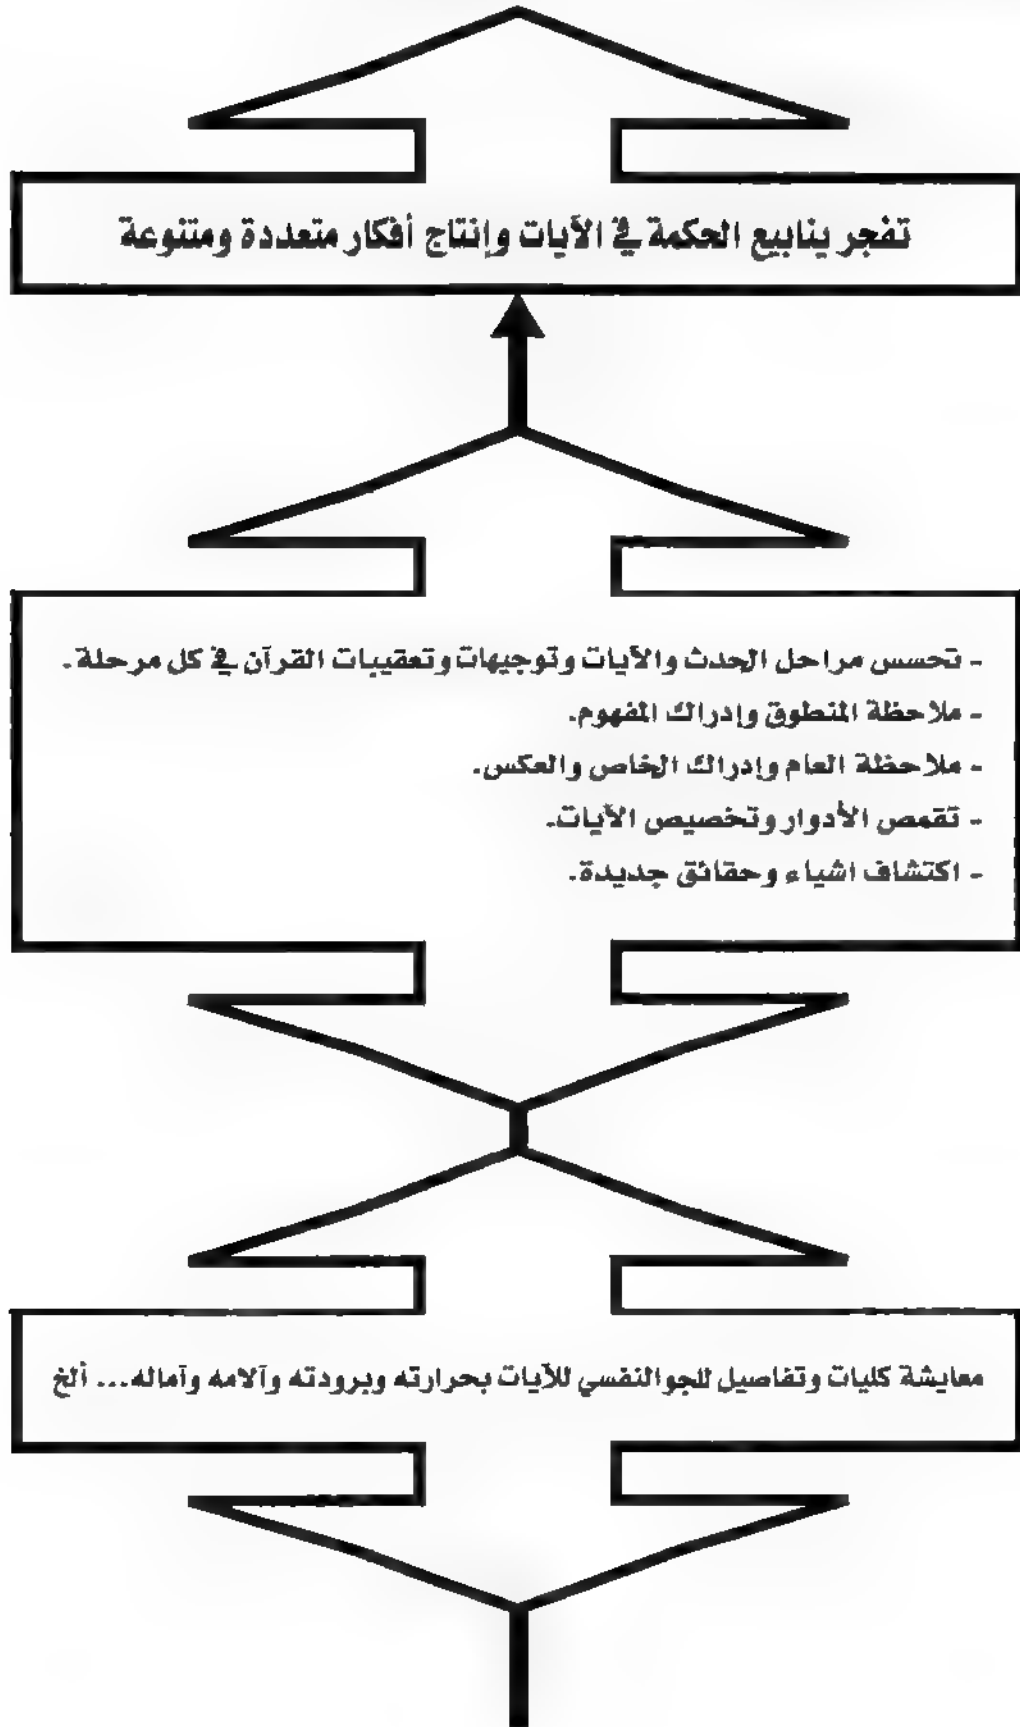 تفجر ينابيع الحكمة في الآيات وإنتاج أفكار متعددة ومتنوعة
- تحسس مراحل الحدث والآيات وتوجيهات وتعقيبات القرآن في كل مرحلة.
- ملاحظة المنطوق وإدراك المفهوم.
- ملاحظة العام وإدراك الخاص والعكس.
- تقمص الأدوار وتخصيص الآيات.
- اكتشاف اشياء وحقائق جديدة.
معايشة كليات وتفاصيل للجو النفسي للآيات بحرارته وبرودته وآلامه وآماله... ألخ